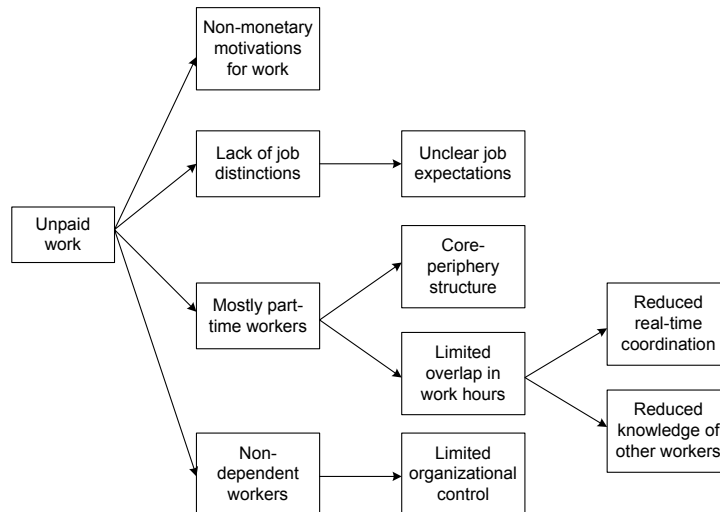 Non-monetary
motivations
for work
Lack of job
distinctions
Unclear job
expectations
Unpaid
work
Core-
periphery
structure
Mostly part-
time workers
Limited
overlap in
work hours
Reduced
real-time
coordination
Reduced
knowledge of
other workers
Non-
dependent
workers
Limited
organizational
control